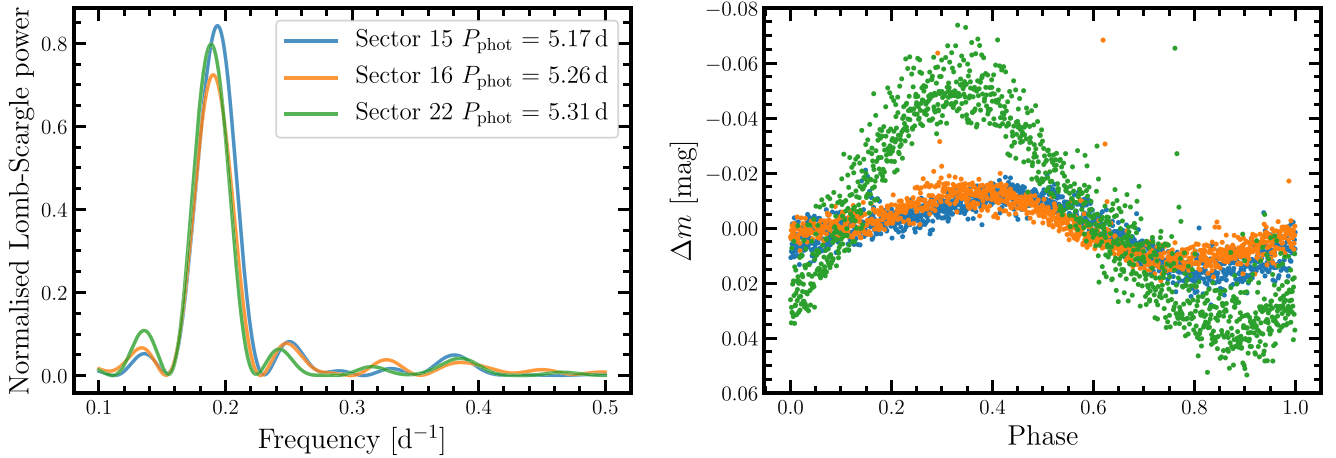 Normalised Lomb-Scargle power
0.8
0.6
0.4
0.2
0.0
Sector 15 P_phot = 5.17 d
Sector 16 P_phot = 5.26 d
Sector 22 P_phot = 5.31 d
0.1 0.2 0.3 0.4 0.5
Frequency [d⁻¹]
Δm [mag]
−0.08
−0.06
−0.04
−0.02
0.00
0.02
0.04
0.06
0.0 0.2 0.4 0.6 0.8 1.0
Phase